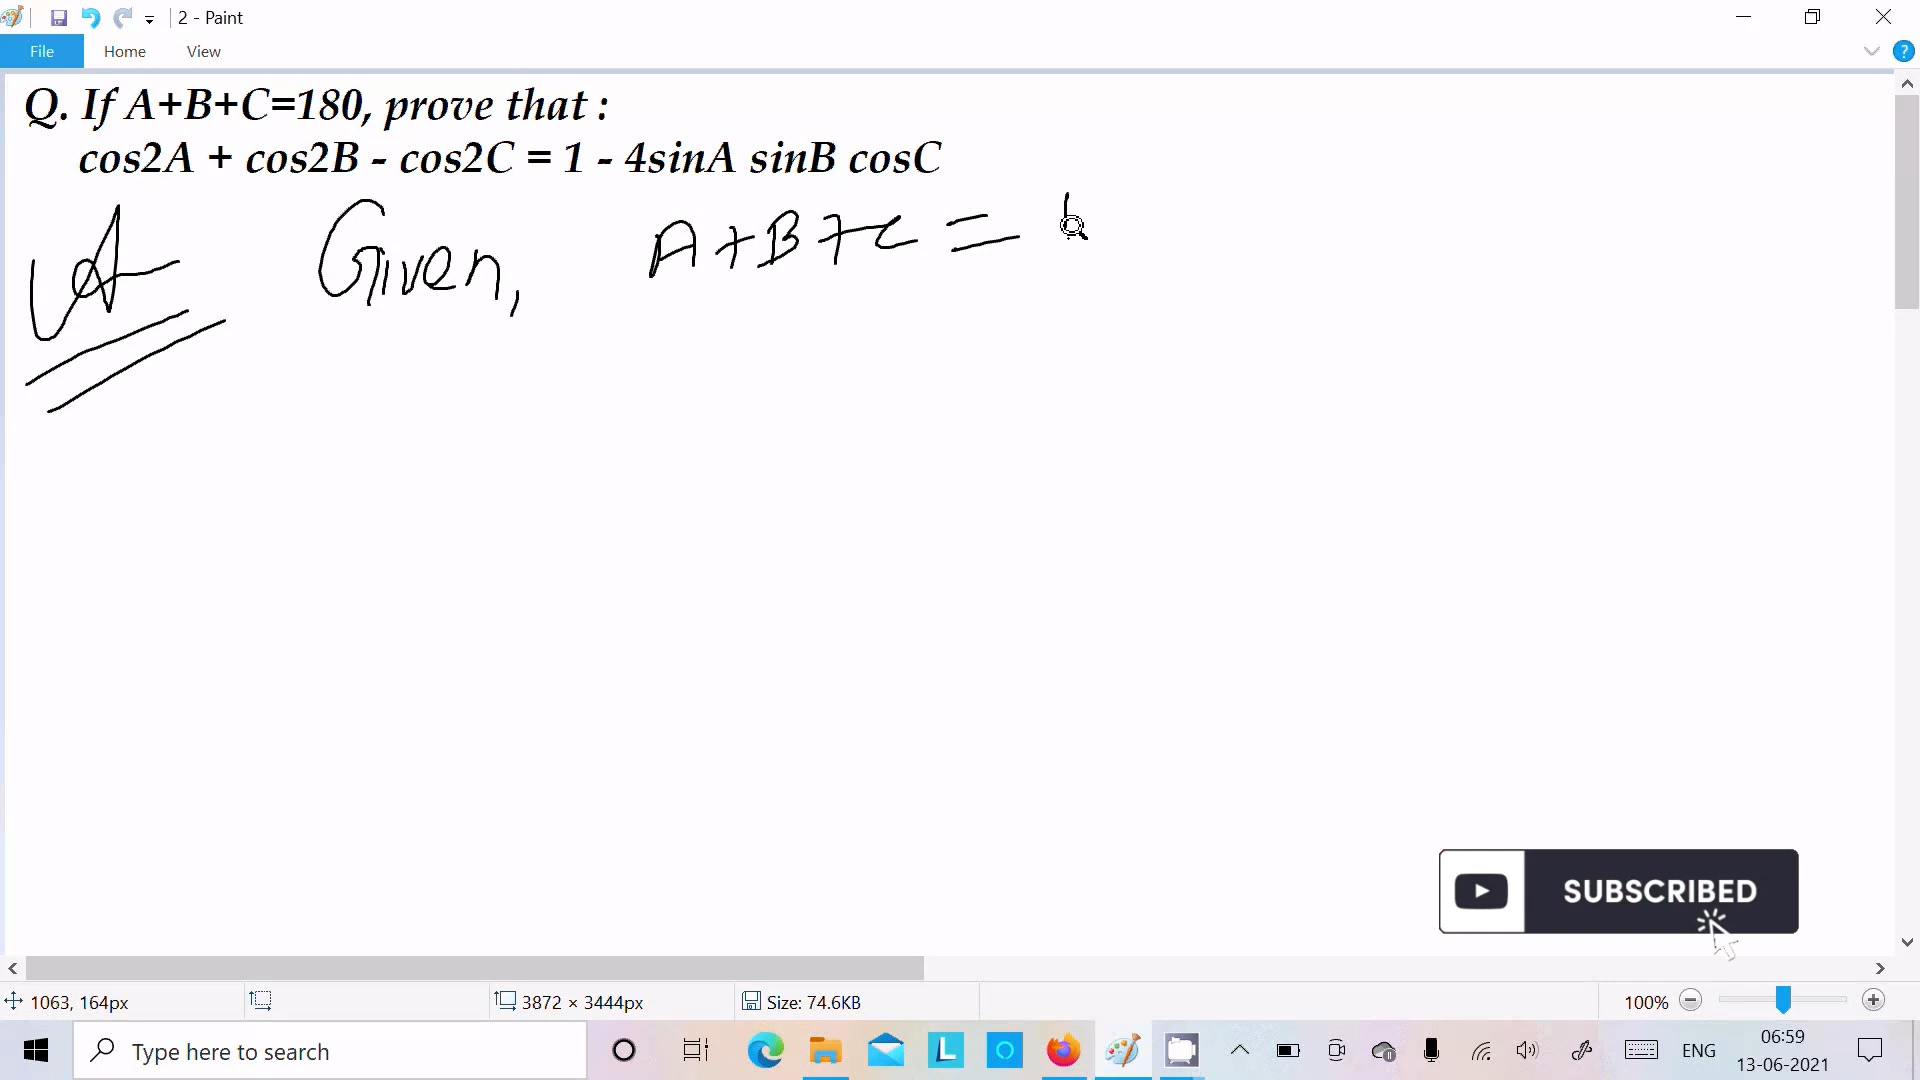 2 - Paint
File Home View
Q. If A+B+C=180, prove that :
cos2A + cos2B - cos2C = 1 - 4sinA sinB cosC
Given, A+B+C =
SUBSCRIBED
1063, 164px 3872 × 3444px Size: 74.6KB 100%
Type here to search
ENG
06:59
13-06-2021